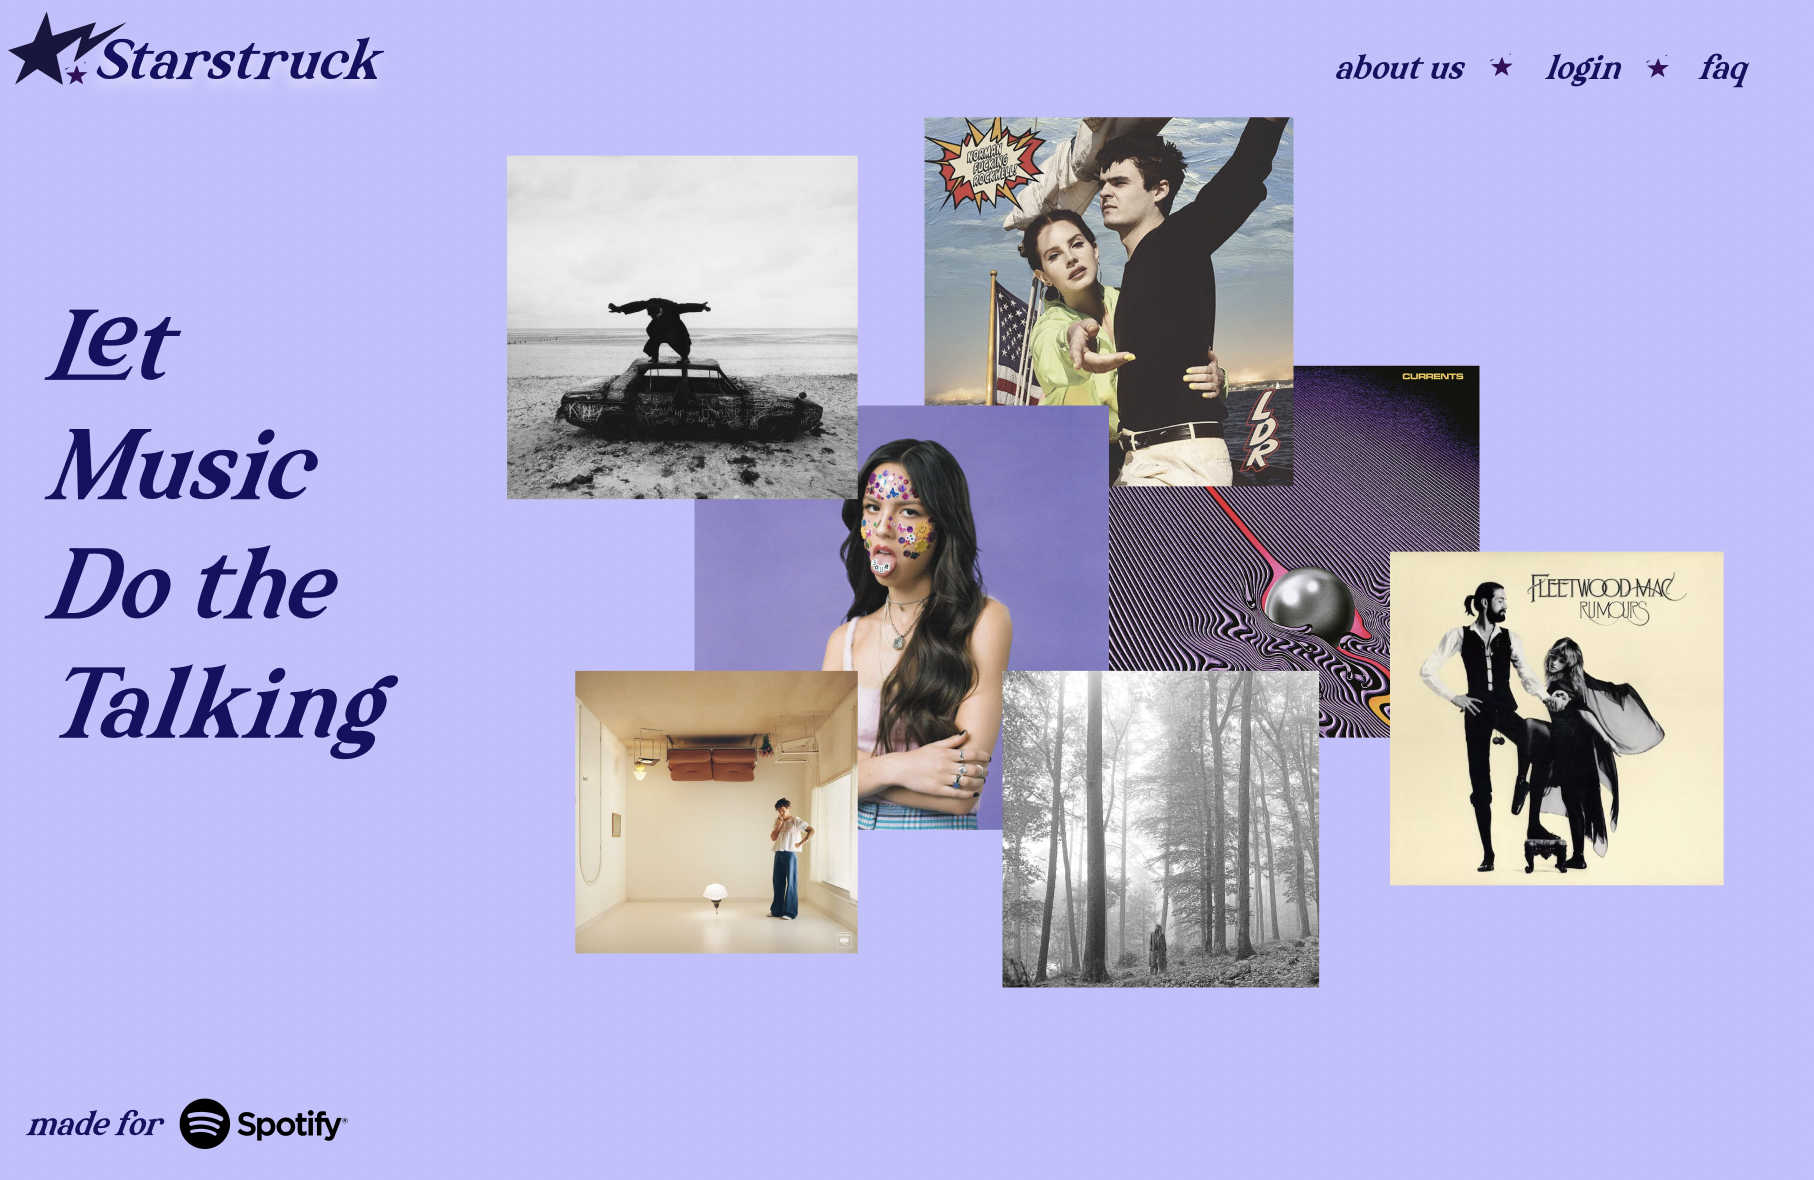 Starstruck
about us
login
faq
NORMAN
FUCKING
ROCKWELL!
LDR
CURRENTS
Let
Music
Do the
Talking
FLEETWOOD MAC
RUMOURS
made for Spotify®